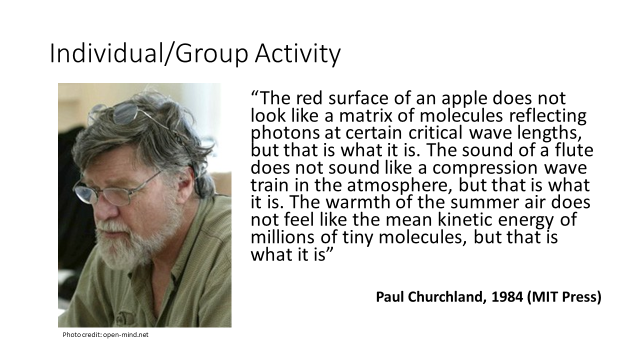 Individual/Group Activity
“The red surface of an apple does not
look like a matrix of molecules reflecting
photons at certain critical wave lengths,
but that is what it is. The sound of a flute
does not sound like a compression wave
train in the atmosphere, but that is what
it is. The warmth of the summer air does
not feel like the mean kinetic energy of
millions of tiny molecules, but that is
what it is”
Paul Churchland, 1984 (MIT Press)
Photo credit: open-mind.net